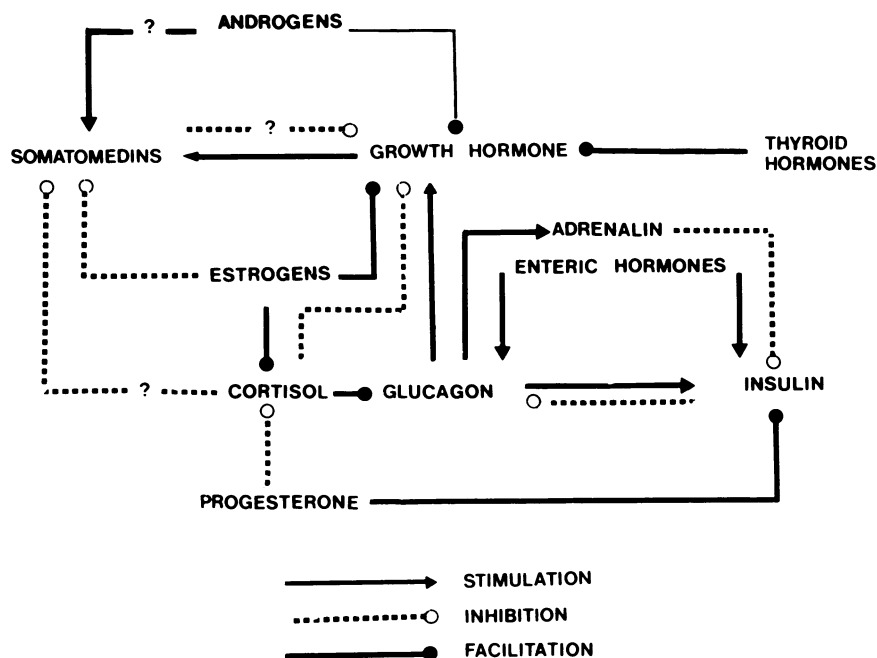 ? ANDROGENS
?
SOMATOMEDINS GROWTH HORMONE THYROID
HORMONES
ADRENALIN
ENTERIC HORMONES
ESTROGENS
? CORTISOL GLUCAGON INSULIN
PROGESTERONE
STIMULATION
INHIBITION
FACILITATION